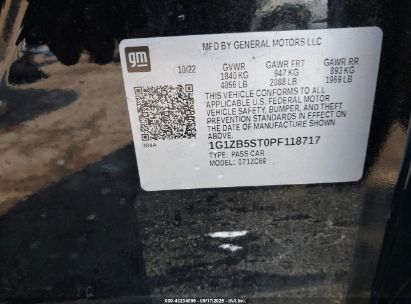 gm
MFD BY GENERAL MOTORS LLC
10/22 GVWR GAWR FRT GAWR RR
1840 KG 947 KG 893 KG
4056 LB 2088 LB 1969 LB
THIS VEHICLE CONFORMS TO ALL
APPLICABLE U.S. FEDERAL MOTOR
VEHICLE SAFETY, BUMPER, AND THEFT
PREVENTION STANDARDS IN EFFECT ON
THE DATE OF MANUFACTURE SHOWN ABOVE.
384A
1G1ZB5ST0PF118717
TYPE: PASS CAR
MODEL: 071ZC69